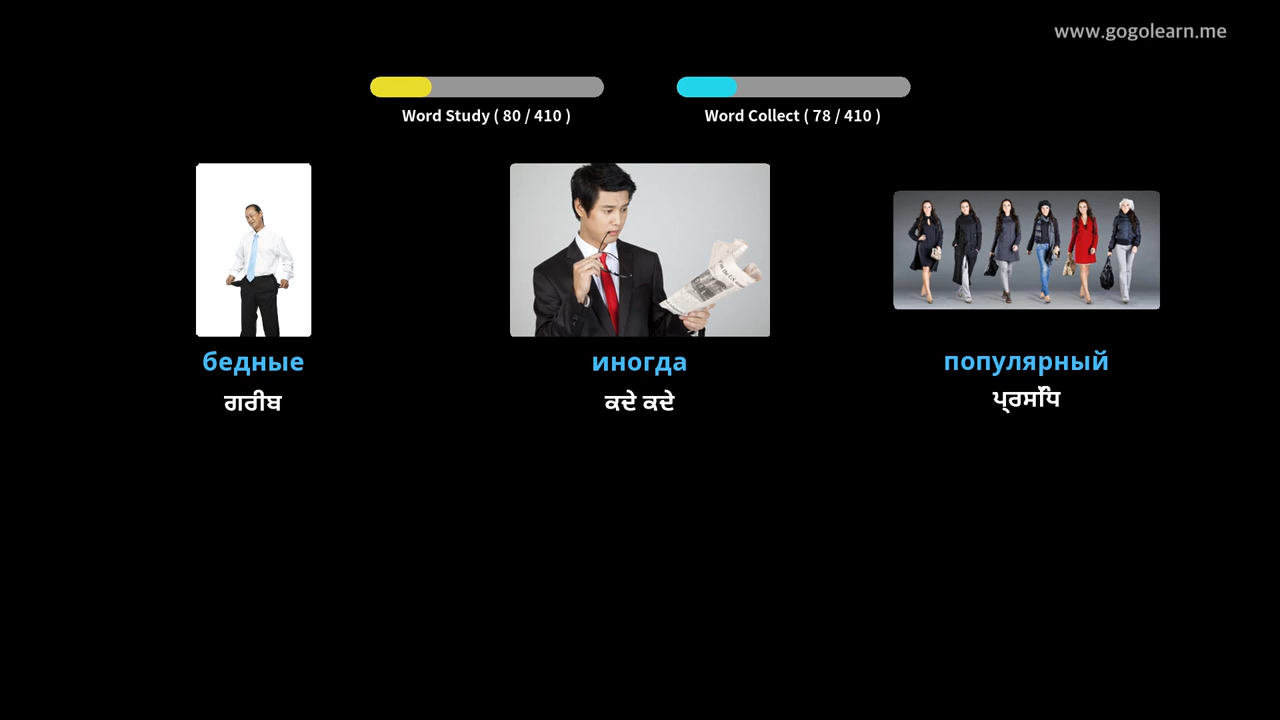 www.gogolearn.me
Word Study ( 80 / 410 )
Word Collect ( 78 / 410 )
бедные
иногда
популярный
ਗਰੀਬ
ਕਦੇ ਕਦੇ
ਪ੍ਰਸਿੱਧ